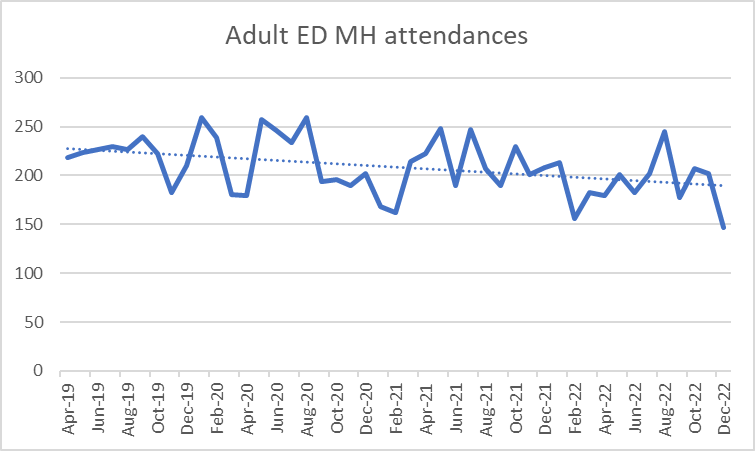 Adult ED MH attendances
300
250
200
150
100
50
0
Apr-19
Jun-19
Aug-19
Oct-19
Dec-19
Feb-20
Apr-20
Jun-20
Aug-20
Oct-20
Dec-20
Feb-21
Apr-21
Jun-21
Aug-21
Oct-21
Dec-21
Feb-22
Apr-22
Jun-22
Aug-22
Oct-22
Dec-22